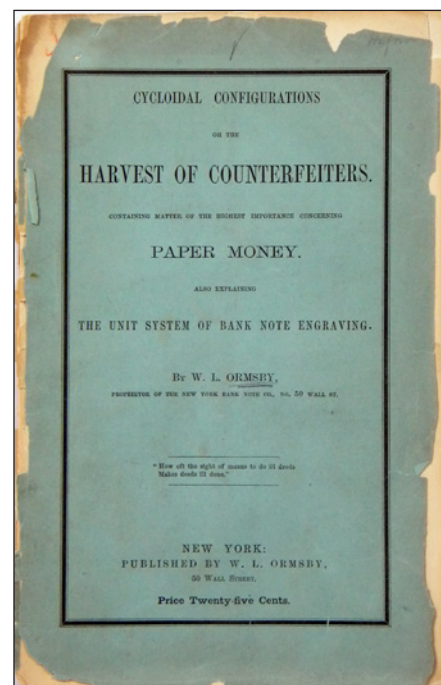 CYCLOIDAL CONFIGURATIONS
OR THE
HARVEST OF COUNTERFEITERS.
CONTAINING MATTER OF THE HIGHEST IMPORTANCE CONCERNING
PAPER MONEY.
ALSO EXPLAINING
THE UNIT SYSTEM OF BANK NOTE ENGRAVING.
BY W. L. ORMSBY,
PROPRIETOR OF THE NEW YORK BANK NOTE CO., NO. 50 WALL ST.
"How oft the sight of means to do ill deeds
Makes deeds ill done."
NEW YORK:
PUBLISHED BY W. L. ORMSBY,
50 WALL STREET.
Price Twenty-five Cents.